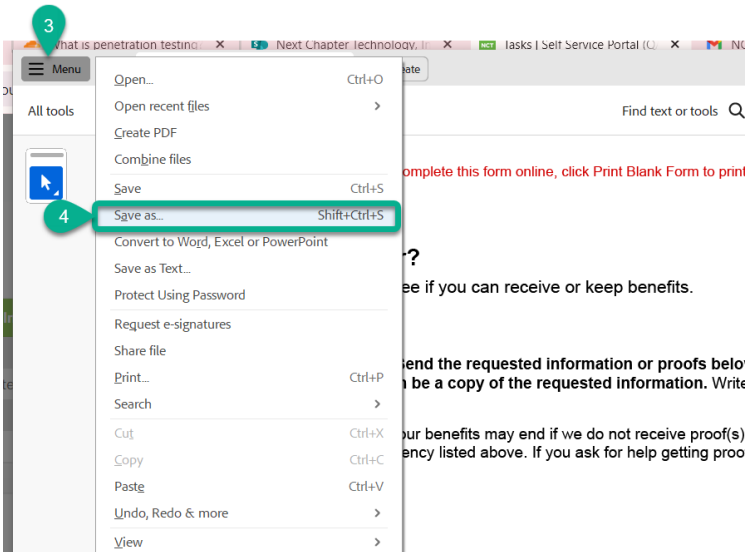 3
What is penetration testing
Next Chapter Technology, I
Tasks | Self Service Portal (Q
Menu
Open... Ctrl+O
Open recent files
Create PDF
Combine files
Save Ctrl+S
4
Save as... Shift+Ctrl+S
Convert to Word, Excel or PowerPoint
Save as Text...
Protect Using Password
Request e-signatures
Share file
Print... Ctrl+P
Search
Cut Ctrl+X
Copy Ctrl+C
Paste Ctrl+V
Undo, Redo & more
View
All tools
Find text or tools
omplete this form online, click Print Blank Form to print
r?
ee if you can receive or keep benefits.
end the requested information or proofs below
be a copy of the requested information. Write
ur benefits may end if we do not receive proof(s)
ency listed above. If you ask for help getting proo